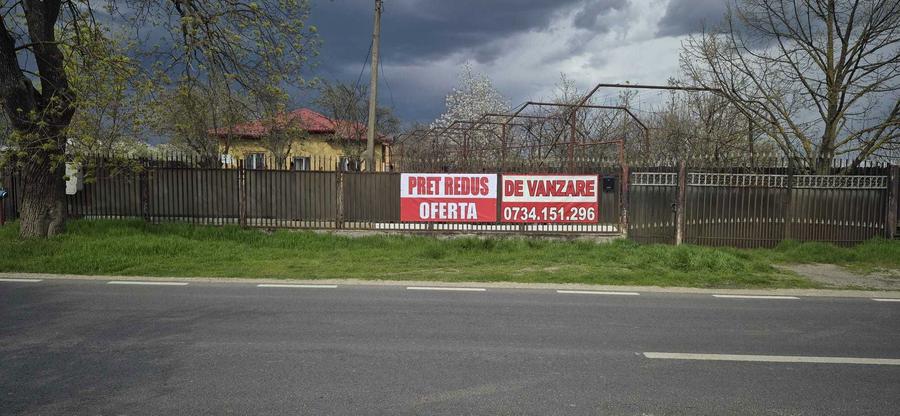 PRET REDUS
OFERTA
DE VANZARE
0734.151.296